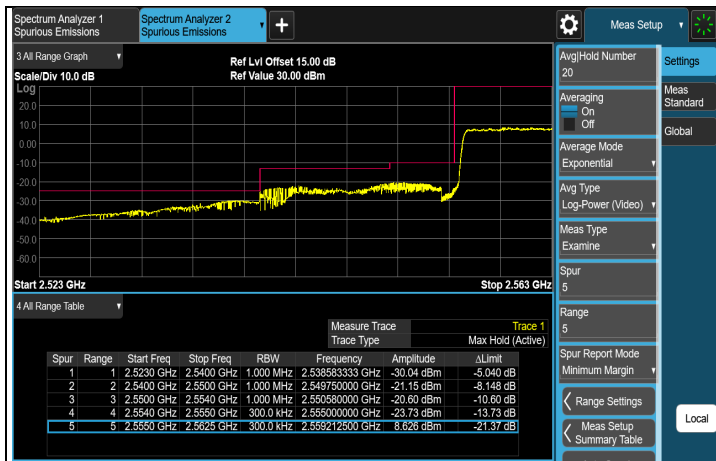 Spectrum Analyzer 1
Spurious Emissions
Spectrum Analyzer 2
Spurious Emissions
Meas Setup
3 All Range Graph
Scale/Div 10.0 dB
Ref Lvl Offset 15.00 dB
Ref Value 30.00 dBm
Log
20.0
10.0
0.00
-10.0
-20.0
-30.0
-40.0
-50.0
-60.0
Start 2.523 GHz
Stop 2.563 GHz
4 All Range Table
Measure Trace Trace 1
Trace Type Max Hold (Active)
Spur Range Start Freq Stop Freq RBW Frequency Amplitude ΔLimit
1 1 2.5230 GHz 2.5400 GHz 1.000 MHz 2.538583333 GHz -30.04 dBm -5.040 dB
2 2 2.5400 GHz 2.5500 GHz 1.000 MHz 2.549750000 GHz -21.15 dBm -8.148 dB
3 3 2.5500 GHz 2.5540 GHz 1.000 MHz 2.550580000 GHz -20.60 dBm -10.60 dB
4 4 2.5540 GHz 2.5550 GHz 300.0 kHz 2.555000000 GHz -23.73 dBm -13.73 dB
5 5 2.5550 GHz 2.5625 GHz 300.0 kHz 2.559212500 GHz 8.626 dBm -21.37 dB
Avg|Hold Number
20
Averaging
On
Off
Average Mode
Exponential
Avg Type
Log-Power (Video)
Meas Type
Examine
Spur
5
Range
5
Spur Report Mode
Minimum Margin
Range Settings
Meas Setup
Summary Table
Settings
Meas
Standard
Global
Local